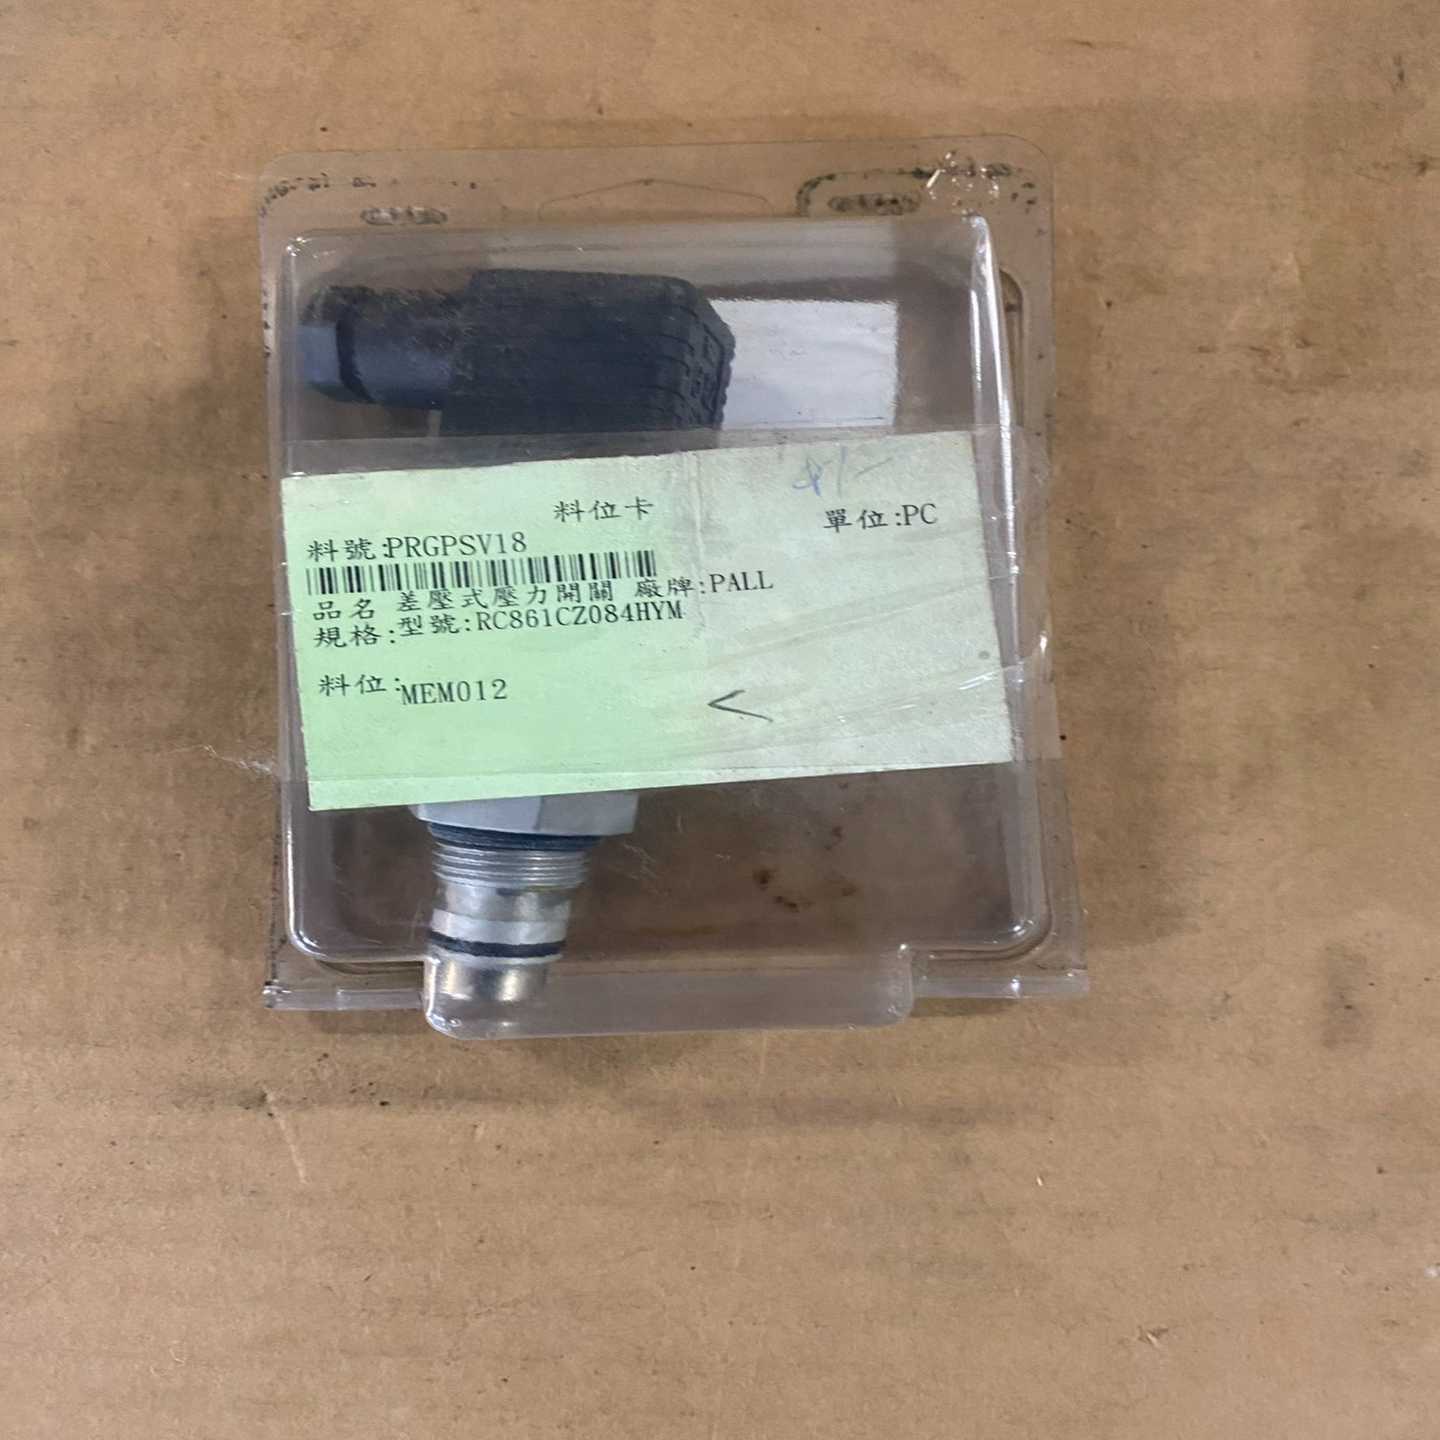 料位卡
單位:PC
料號:PRGPSV18
品名 差壓式壓力開關 廠牌:PALL
規格:型號:RC861CZ084HYM
料位:MEM012